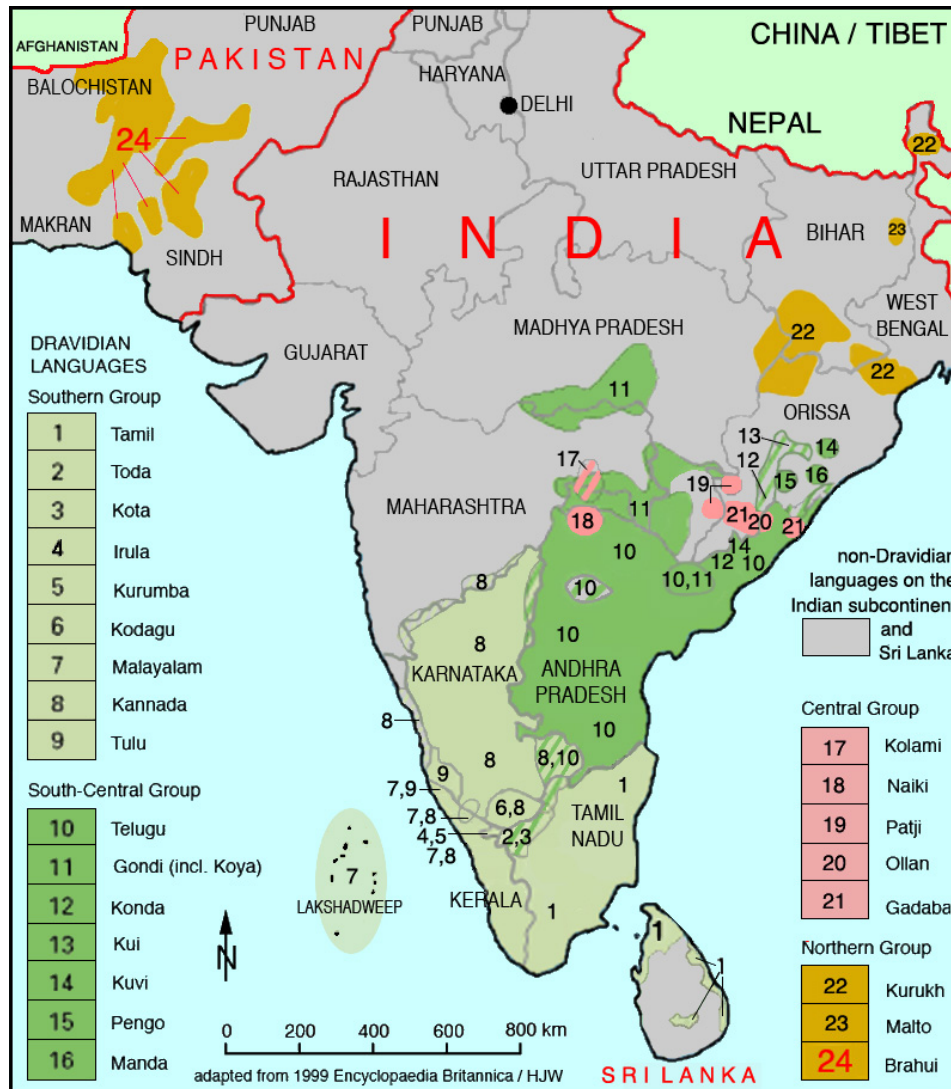 PUNJAB
PUNJAB
CHINA / TIBET
AFGHANISTAN
PAKISTAN
HARYANA
BALOCHISTAN
DELHI
NEPAL
24
22
UTTAR PRADESH
RAJASTHAN
MAKRAN
INDIA
BIHAR
23
SINDH
WEST
BENGAL
MADHYA PRADESH
22
GUJARAT
22
11
ORISSA
13
14
12
17
19
15
16
MAHARASHTRA
11
18
21
20
21
10
14
12
10
10,11
8
10
8
10
KARNATAKA
ANDHRA
PRADESH
8
10
8
8,10
9
7,9
1
6,8
TAMIL
NADU
7,8
4,5
2,3
7,8
7
KERALA
LAKSHADWEEP
1
1
1
SRI LANKA
DRAVIDIAN
LANGUAGES
Southern Group
1 Tamil
2 Toda
3 Kota
4 Irula
5 Kurumba
6 Kodagu
7 Malayalam
8 Kannada
9 Tulu
South-Central Group
10 Telugu
11 Gondi (incl. Koya)
12 Konda
13 Kui
14 Kuvi
15 Pengo
16 Manda
non-Dravidian
languages on the
Indian subcontinen
and
Sri Lanka
Central Group
17 Kolami
18 Naiki
19 Patji
20 Ollan
21 Gadaba
Northern Group
22 Kurukh
23 Malto
24 Brahui
N
0 200 400 600 800 km
adapted from 1999 Encyclopaedia Britannica / HJW